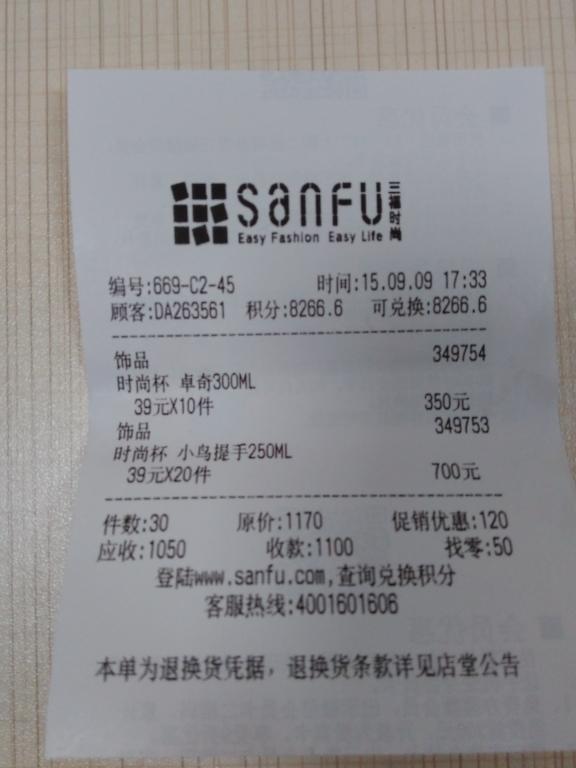 SANFU
三福时尚
Easy Fashion Easy Life
编号:669-C2-45 时间:15.09.09 17:33
顾客:DA263561 积分:8266.6 可兑换:8266.6
饰品 349754
时尚杯 卓奇300ML
39元X10件 350元
饰品 349753
时尚杯 小鸟提手250ML
39元X20件 700元
件数:30 原价:1170 促销优惠:120
应收:1050 收款:1100 找零:50
登陆www.sanfu.com,查询兑换积分
客服热线:4001601606
本单为退换货凭据，退换货条款详见店堂公告